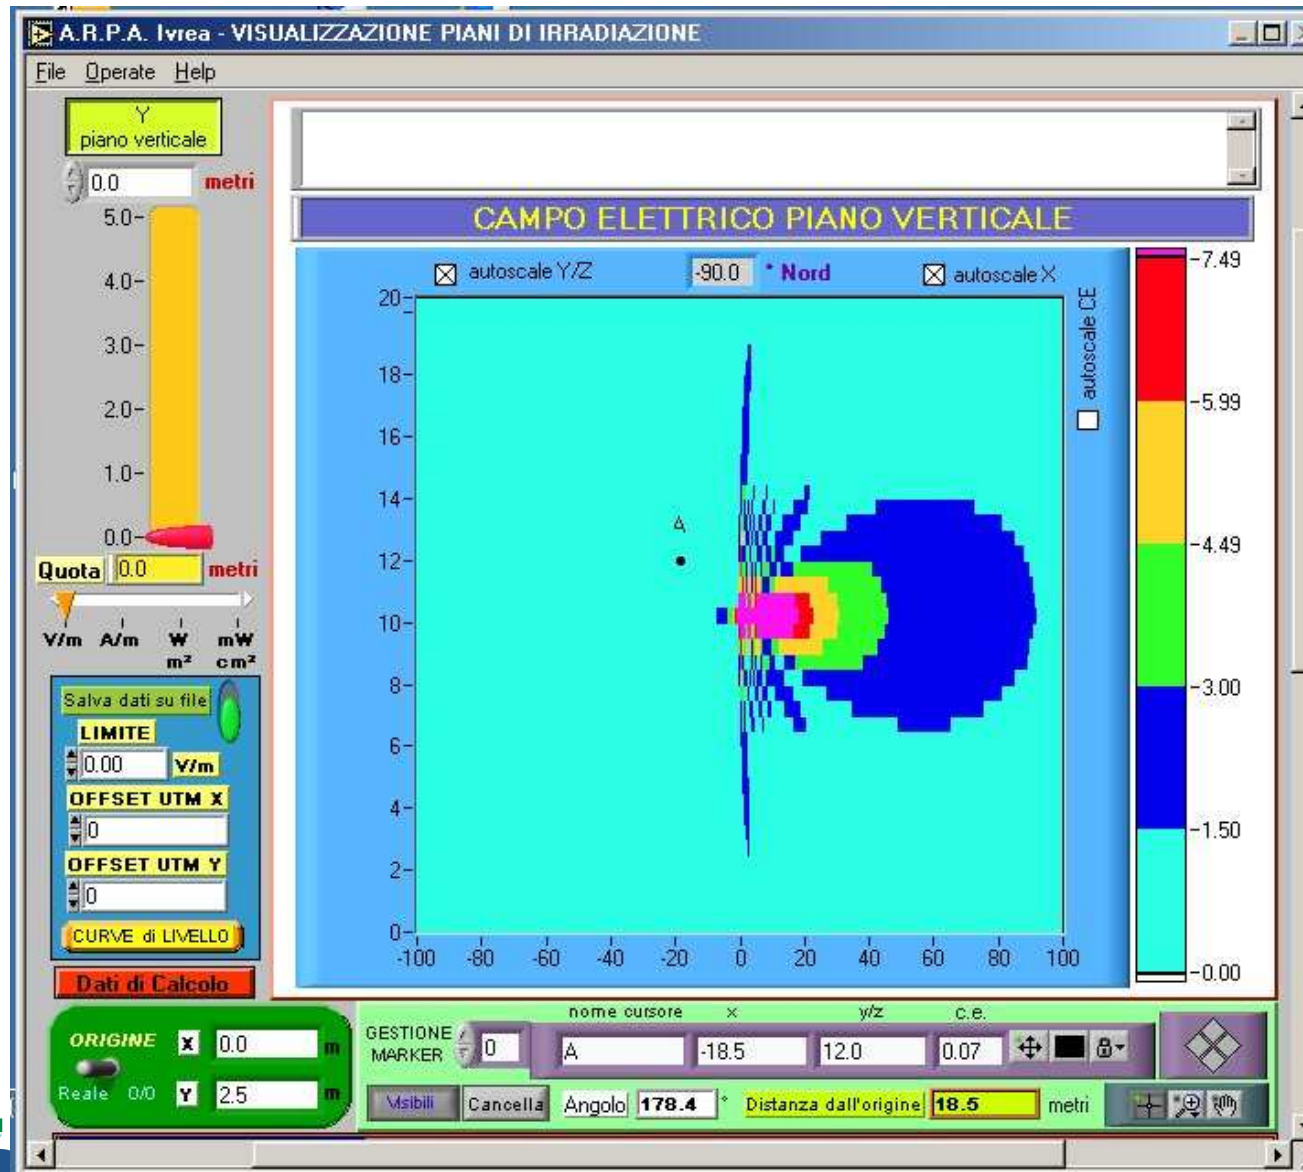 A.R.P.A. Ivrea - VISUALIZZAZIONE PIANI DI IRRADIAZIONE
File Operate Help
Y
piano verticale
0.0 metri
CAMPO ELETTRICO PIANO VERTICALE
autoscale Y/Z -90.0 ° Nord autoscale X
autoscale CE
5.0
4.0
3.0
2.0
1.0
0.0
Quota 0.0 metri
V/m A/m W mW
m² cm²
Salva dati su file
LIMITE
0.00 V/m
OFFSET UTM X
0
OFFSET UTM Y
0
CURVE di LIVELLO
Dati di Calcolo
20
18
16
14
12
10
8
6
4
2
0
-100 -80 -60 -40 -20 0 20 40 60 80 100
A
-7.49
-5.99
-4.49
-3.00
-1.50
-0.00
ORIGINE X 0.0 m
Reale 0/0 Y 2.5 m
nome cursore x y/z c.e.
GESTIONE
MARKER 0 A -18.5 12.0 0.07
Visibili Cancella Angolo 178.4 ° Distanza dall'origine 18.5 metri